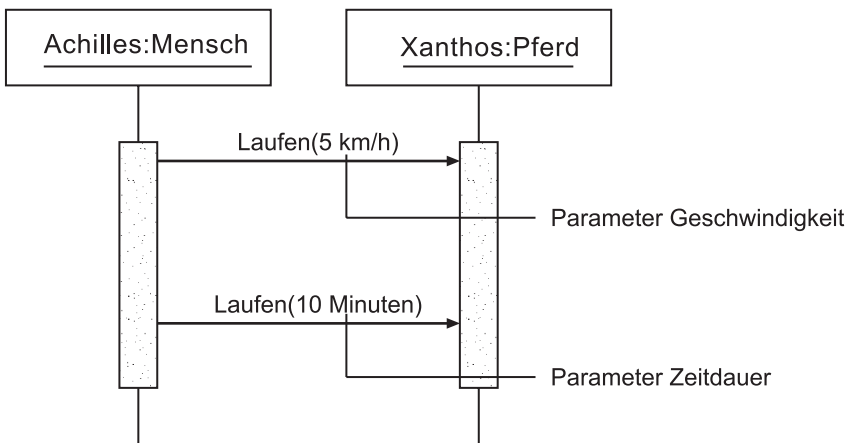 Achilles:Mensch
Xanthos:Pferd
Laufen(5 km/h)
Parameter Geschwindigkeit
Laufen(10 Minuten)
Parameter Zeitdauer